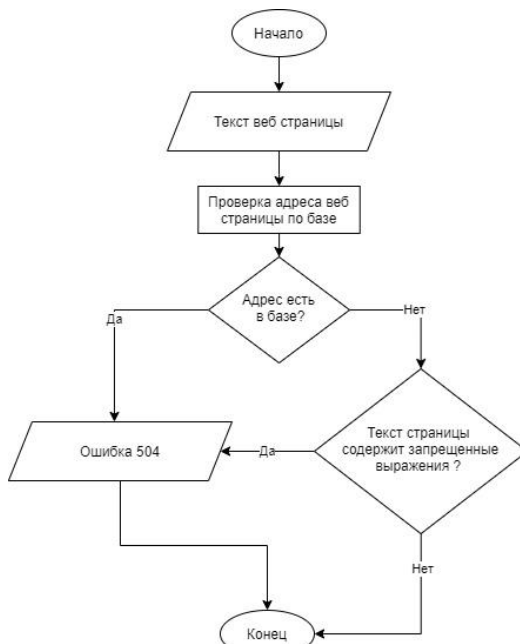 Начало
Текст веб страницы
Проверка адреса веб
страницы по базе
Адрес есть
в базе?
Да
Нет
Текст страницы
содержит запрещенные
выражения ?
Да
Ошибка 504
Нет
Конец